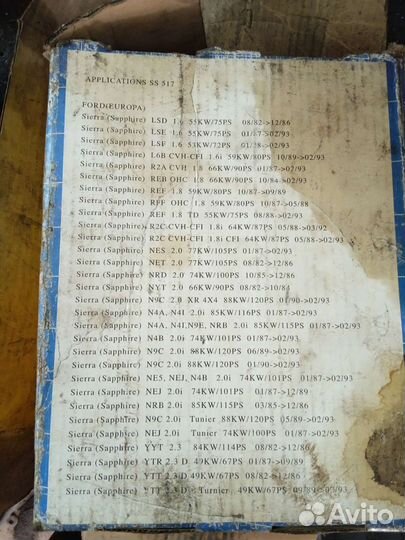 APPLICATIONS SS 517
FORD(EUROPA)
Sierra (Sapphire) LSD 1.6 55KW/75PS 08/82->12/86
Sierra (Sapphire) LSE 1.6 55KW/75PS 01/87->02/93
Sierra (Sapphire) LSF 1.6 53KW/72PS 01/88->02/93
Sierra (Sapphire) L6B CVH-CFI 1.6i 59KW/80PS 10/89->02/93
Sierra (Sapphire) R2A CVH 1.8 66KW/90PS 01/87->02/93
Sierra (Sapphire) REB OHC 1.8 66KW/90PS 10/84->02/93
Sierra (Sapphire) REF 1.8 59KW/80PS 10/87->09/89
Sierra (Sapphire) RFF OHC 1.8 59KW/80PS 10/87->05/88
Sierra (Sapphire) REF 1.8 TD 55KW/75PS 08/88->02/93
Sierra (Sapphire) R2C-CVH-CFI 1.8i 64KW/87PS 05/88->03/92
Sierra (Sapphire) R2C CVH-CFI 1.8i CFI 64KW/87PS 05/88->02/93
Sierra (Sapphire) NES 2.0 77KW/105PS 01/87->02/93
Sierra (Sapphire) NET 2.0 77KW/105PS 08/82->12/86
Sierra (Sapphire) NRD 2.0 74KW/100PS 10/85->12/86
Sierra (Sapphire) NYT 2.0 66KW/90PS 08/82->10/84
Sierra (Sapphire) N9C 2.0 XR 4X4 88KW/120PS 01/90->02/93
Sierra (Sapphire) N4A, N4I 2.0i 85KW/116PS 01/87->02/93
Sierra (Sapphire) N4A, N4I,N9E, NRB 2.0i 85KW/115PS 01/87->02/93
Sierra (Sapphire) N4B 2.0i 74KW/101PS 01/87->02/93
Sierra (Sapphire) N9C 2.0i 88KW/120PS 06/89->02/93
Sierra (Sapphire) N9C 2.0i 88KW/120PS 01/90->02/93
Sierra (Sapphire) NE5, NEJ, N4B 2.0i 74KW/101PS 01/87->02/93
Sierra (Sapphire) NEJ 2.0i 74KW/101PS 01/87->12/89
Sierra (Sapphire) NRB 2.0i 85KW/115PS 03/85->12/86
Sierra (Sapphire) N9C 2.0i Tunier 88KW/120PS 05/89->02/93
Sierra (Sapphire) NEJ 2.0i Tunier 74KW/100PS 01/87->02/93
Sierra (Sapphire) YYT 2.3 84KW/114PS 08/82->12/86
Sierra (Sapphire) YTR 2.3 D 49KW/67PS 01/87->09/89
Sierra (Sapphire) YTT 2.3 D 49KW/67PS 08/82->12/86
Sierra (Sapphire) YTT 2.3 D Turnier 49KW/67PS 09/89->02/93
Avito